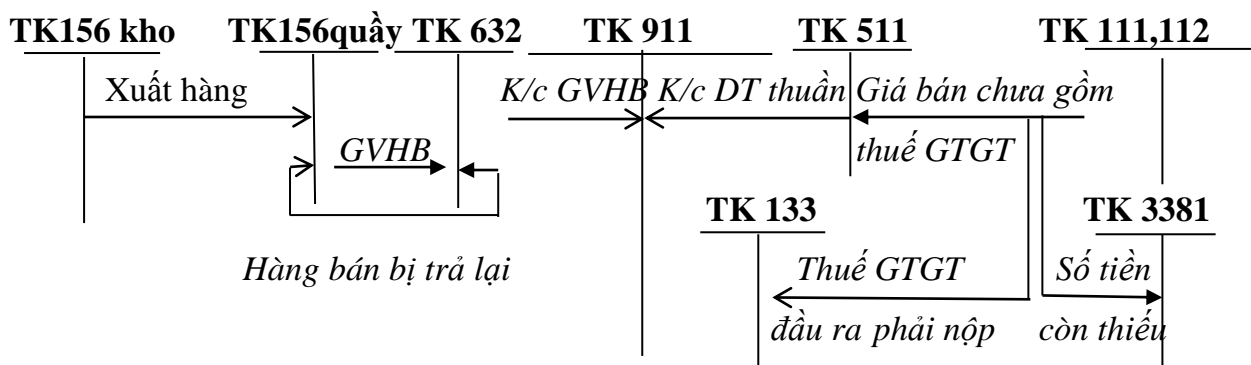 TK156 kho TK156quầy TK 632 TK 911 TK 511 TK 111,112
Xuất hàng K/c GVHB K/c DT thuần Giá bán chưa gồm
GVHB thuế GTGT
TK 133 TK 3381
Hàng bán bị trả lại Thuế GTGT Số tiền
đầu ra phải nộp còn thiếu